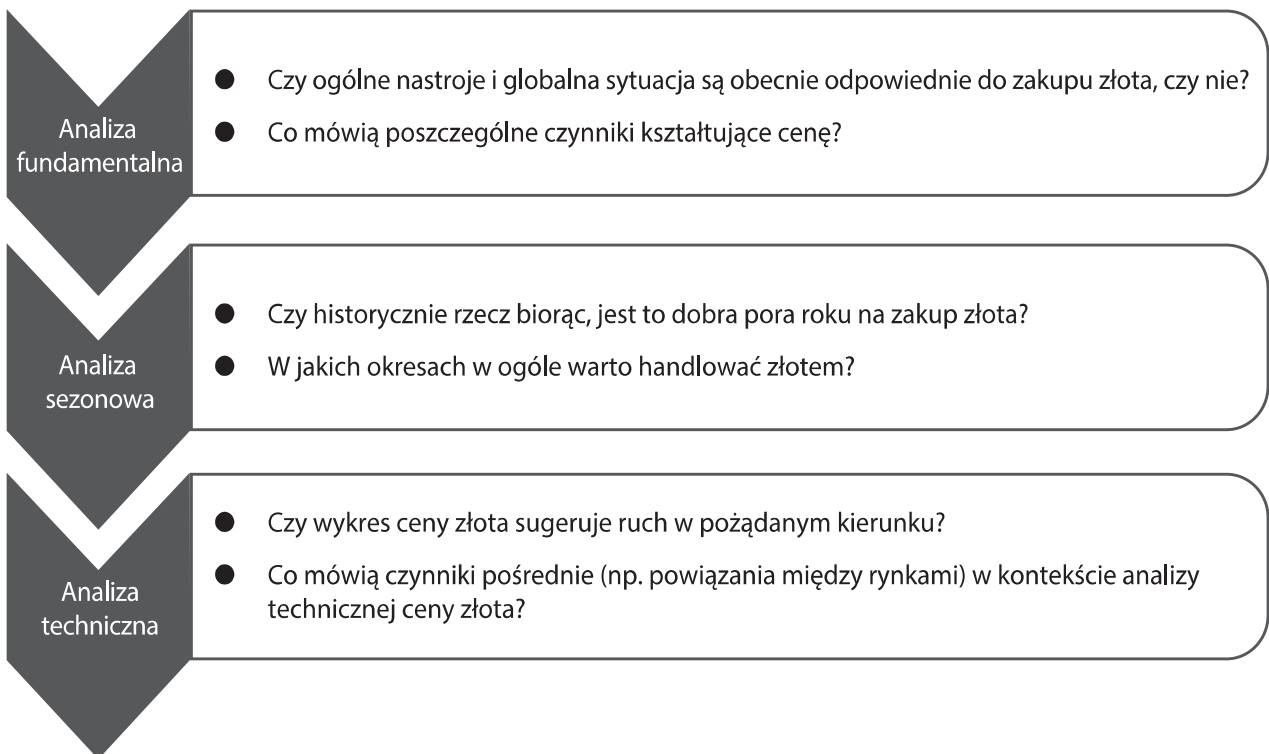 Analiza
fundamentalna
● Czy ogólne nastroje i globalna sytuacja są obecnie odpowiednie do zakupu złota, czy nie?
● Co mówią poszczególne czynniki kształtujące cenę?
Analiza
sezonowa
● Czy historycznie rzecz biorąc, jest to dobra pora roku na zakup złota?
● W jakich okresach w ogóle warto handlować złotem?
Analiza
techniczna
● Czy wykres ceny złota sugeruje ruch w pożądanym kierunku?
● Co mówią czynniki pośrednie (np. powiązania między rynkami) w kontekście analizy
technicznej ceny złota?